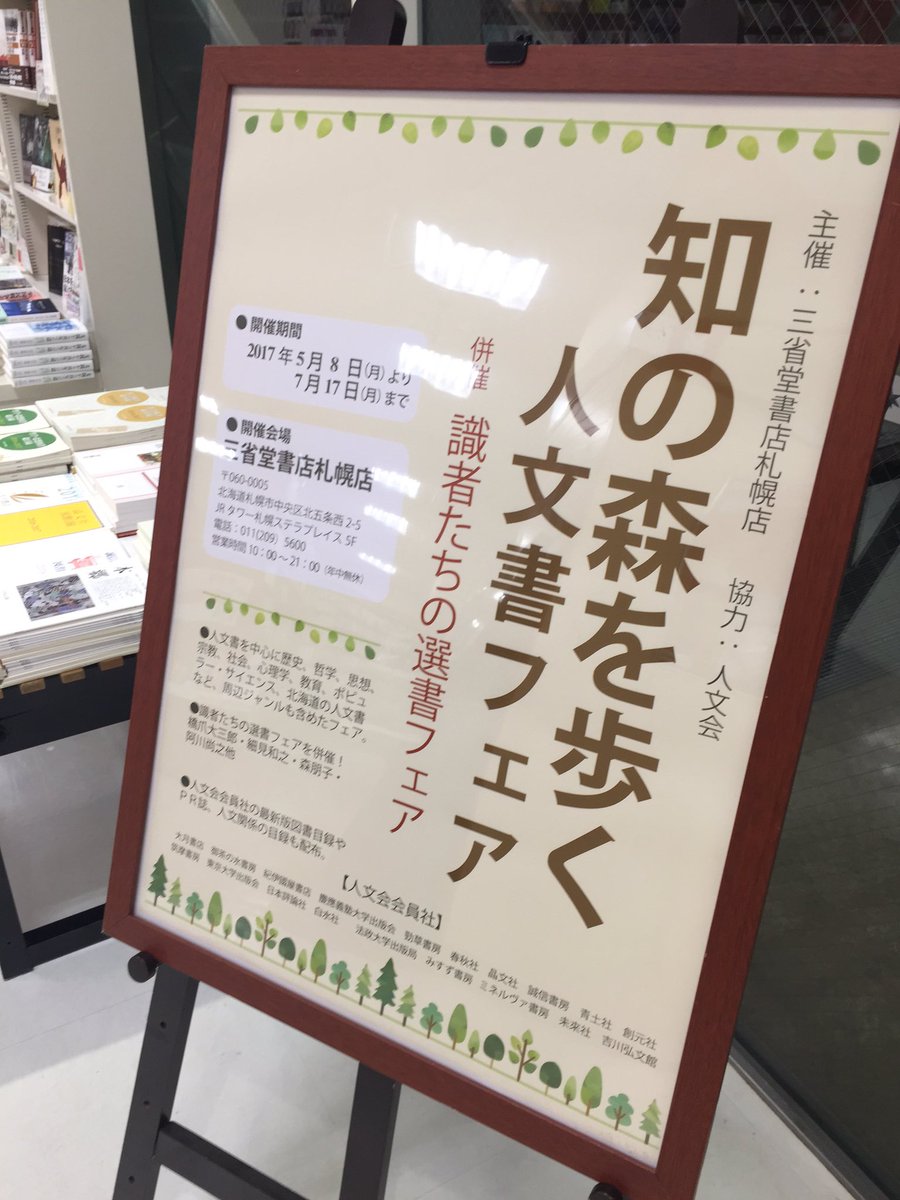 主催：三省堂書店札幌店　協力：人文会
知の森を歩く
人文書フェア
併催 識者たちの選書フェア
●開催期間
2017年5月8日(月)より
7月17日(月)まで
●開催会場
三省堂書店札幌店
〒060-0005
北海道札幌市中央区北五条西2-5
JRタワー札幌ステラプレイス5F
電話：011(209) 5600
営業時間10：00〜21：00（年中無休）
●人文書を中心に歴史、哲学、思想、
宗教、社会、心理学、教育、ポピュ
ラー・サイエンス、北海道の人文書
など、周辺ジャンルも含めたフェア。
●識者たちの選書フェアを併催！
橋爪大三郎・細見和之・森朋子・
阿川尚之他
●人文会会員社の最新版図書目録や
PR誌、人文関係の目録も配布。
【人文会会員社】
大月書店　御茶の水書房　紀伊國屋書店　慶應義塾大学出版会　勁草書房　春秋社　晶文社　誠信書房　青土社　創元社
筑摩書房　東京大学出版会　日本評論社　白水社　法政大学出版局　みすず書房　ミネルヴァ書房　未来社　吉川弘文館